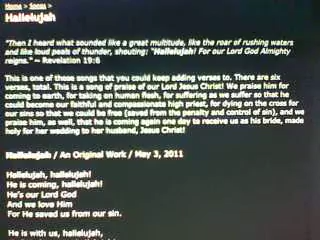 Home > Songs >
Hallelujah
"Then I heard what sounded like a great multitude, like the roar of rushing waters
and like loud peals of thunder, shouting: "Hallelujah! For our Lord God Almighty
reigns." ~ Revelation 19:6
This is one of these songs that you could keep adding verses to. There are six
verses, total. This is a song of praise of our Lord Jesus Christ! We praise him for
coming to earth, for taking on human flesh, for suffering as we suffer so that he
could become our faithful and compassionate high priest, for dying on the cross for
our sins so that we could be free (saved from the penalty and control of sin), and we
praise him, as well, that he is coming again one day to receive us as his bride, made
holy for her wedding to her husband, Jesus Christ!
Hallelujah / An Original Work / May 3, 2011
Hallelujah, hallelujah!
He is coming, hallelujah!
He's our Lord God
And we love Him
For He saved us from our sin.
He is with us, hallelujah,